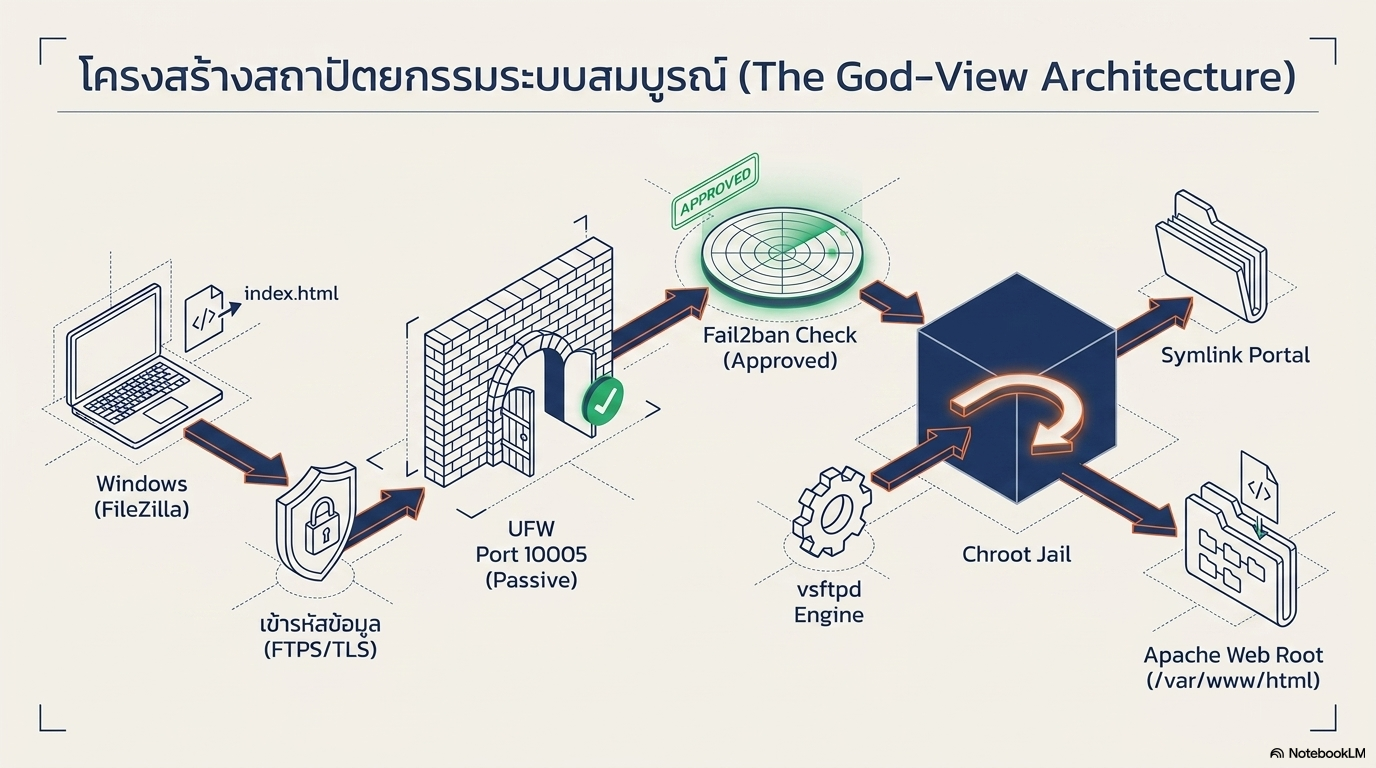 โครงสร้างสถาปัตยกรรมระบบสมบูรณ์ (The God-View Architecture)
index.html
</>
Windows
(FileZilla)
เข้ารหัสข้อมูล
(FTPS/TLS)
UFW
Port 10005
(Passive)
APPROVED
Fail2ban Check
(Approved)
vsftpd
Engine
Chroot Jail
Symlink Portal
</>
Apache Web Root
(/var/www/html)
NotebookLM